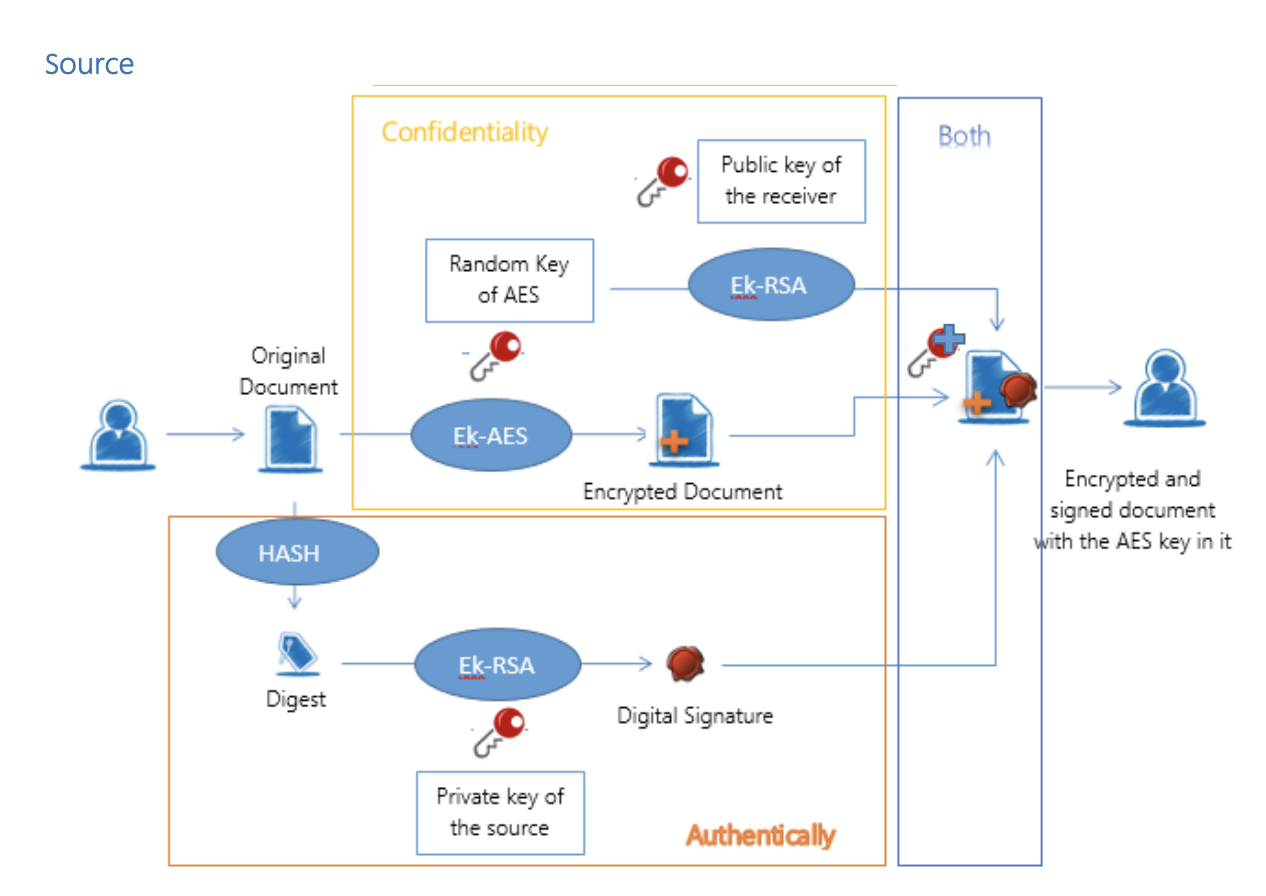 Source
Confidentiality
Both
Public key of
the receiver
Random Key
of AES
Ek-RSA
Original
Document
Ek-AES
Encrypted Document
Encrypted and
signed document
with the AES key in it
HASH
Digest
Ek-RSA
Digital Signature
Private key of
the source
Authentically